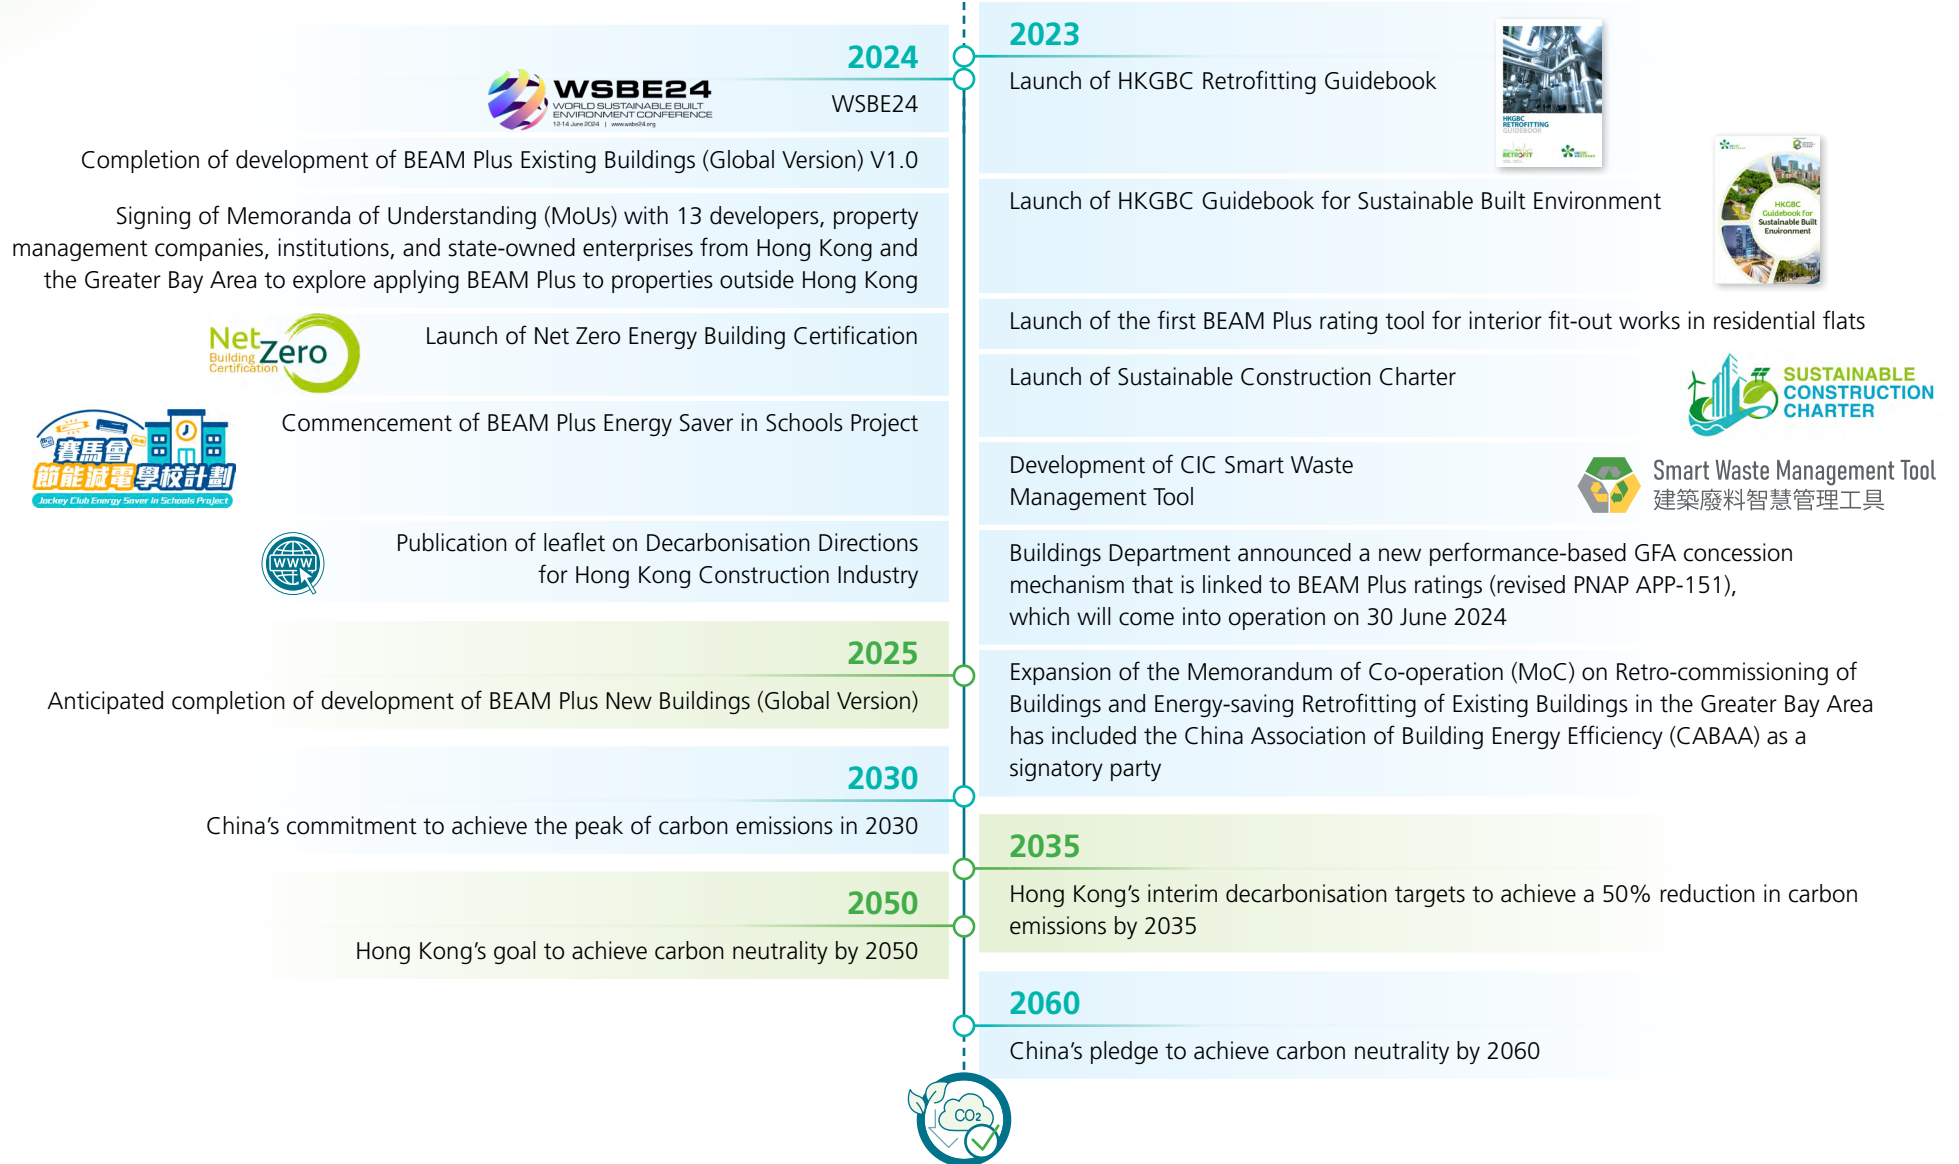 2023
Launch of HKGBC Retrofitting Guidebook
HKGBC
RETROFITTING
GUIDEBOOK
RETROFIT
Launch of HKGBC Guidebook for Sustainable Built Environment
HKGBC
Guidebook for
Sustainable Built
Environment
Launch of the first BEAM Plus rating tool for interior fit-out works in residential flats
Launch of Sustainable Construction Charter
SUSTAINABLE
CONSTRUCTION
CHARTER
Development of CIC Smart Waste
Management Tool
Smart Waste Management Tool
建築廢料智慧管理工具
Buildings Department announced a new performance-based GFA concession
mechanism that is linked to BEAM Plus ratings (revised PNAP APP-151),
which will come into operation on 30 June 2024
Expansion of the Memorandum of Co-operation (MoC) on Retro-commissioning of
Buildings and Energy-saving Retrofitting of Existing Buildings in the Greater Bay Area
has included the China Association of Building Energy Efficiency (CABAA) as a
signatory party
2024
WSBE24
WORLD SUSTAINABLE BUILT
ENVIRONMENT CONFERENCE
12-14 June 2024 | www.wsbe24.org
WSBE24
Completion of development of BEAM Plus Existing Buildings (Global Version) V1.0
Signing of Memoranda of Understanding (MoUs) with 13 developers, property
management companies, institutions, and state-owned enterprises from Hong Kong and
the Greater Bay Area to explore applying BEAM Plus to properties outside Hong Kong
Net
Zero
Building
Certification
Launch of Net Zero Energy Building Certification
賽馬會
節能減電學校計劃
Jockey Club Energy Saver in Schools Project
Commencement of BEAM Plus Energy Saver in Schools Project
WWW
Publication of leaflet on Decarbonisation Directions
for Hong Kong Construction Industry
2025
Anticipated completion of development of BEAM Plus New Buildings (Global Version)
2030
China's commitment to achieve the peak of carbon emissions in 2030
2035
Hong Kong's interim decarbonisation targets to achieve a 50% reduction in carbon
emissions by 2035
2050
Hong Kong's goal to achieve carbon neutrality by 2050
2060
China's pledge to achieve carbon neutrality by 2060
CO2